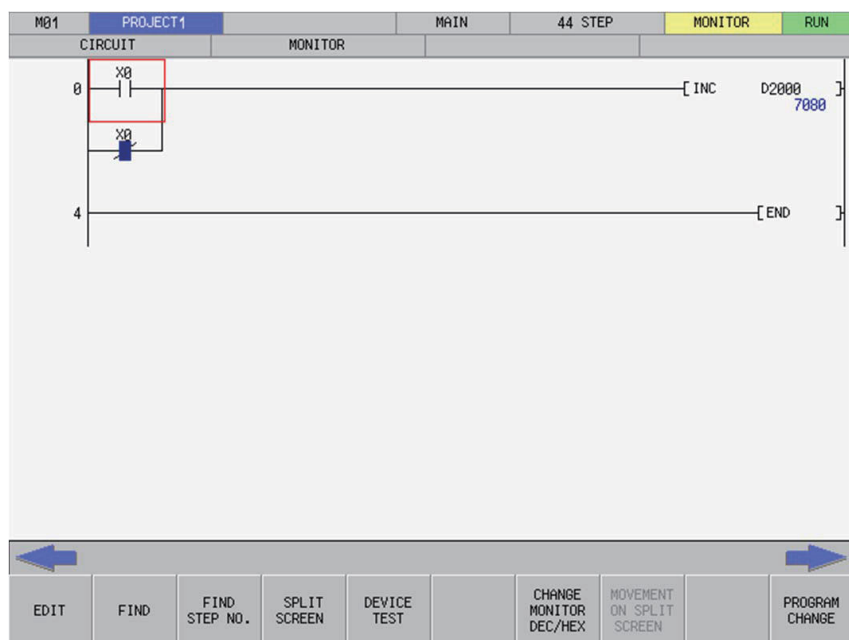 M01 PROJECT1 MAIN 44 STEP MONITOR RUN
CIRCUIT MONITOR
X0
0 [ INC D2000 ]
7080
X0
4 [ END ]
EDIT
FIND
FIND
STEP NO.
SPLIT
SCREEN
DEVICE
TEST
CHANGE
MONITOR
DEC/HEX
MOVEMENT
ON SPLIT
SCREEN
PROGRAM
CHANGE